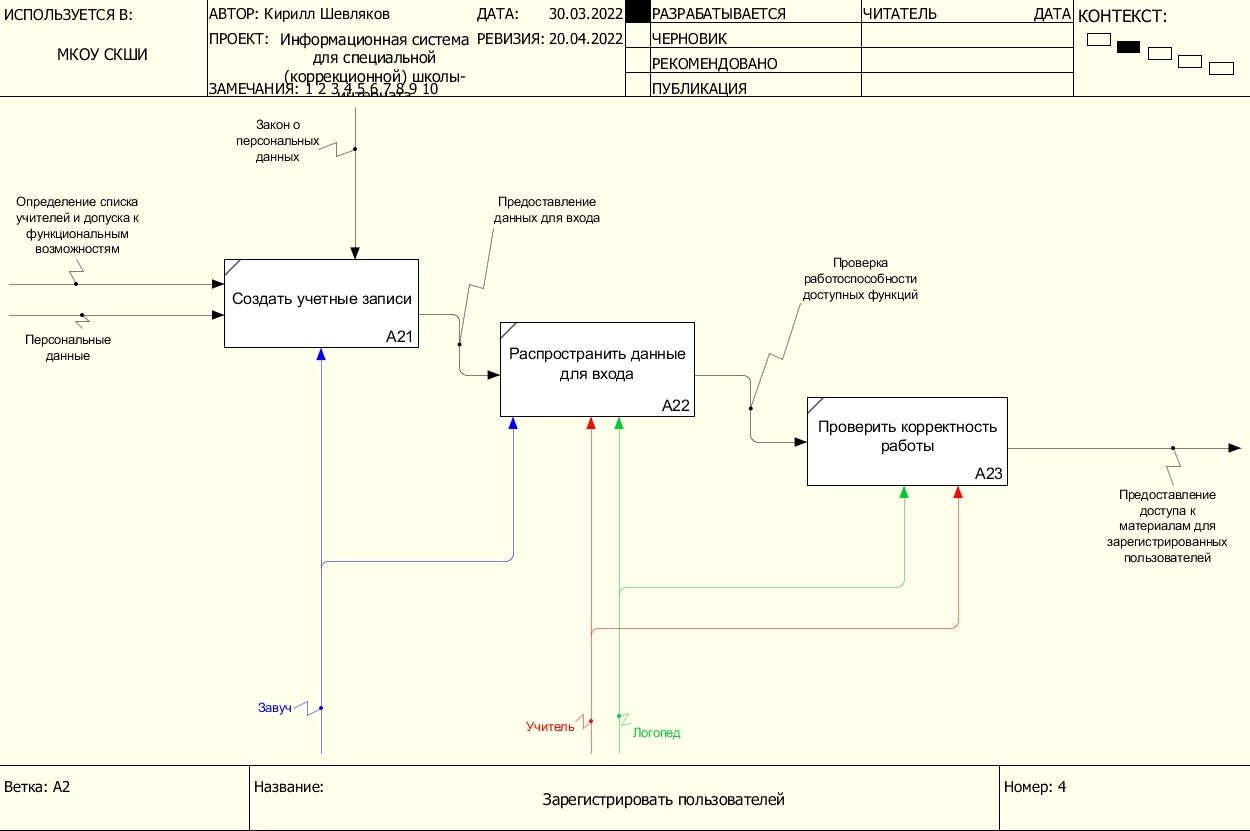 ИСПОЛЬЗУЕТСЯ В:
МКОУ СКШИ
АВТОР: Кирилл Шевляков
ДАТА: 30.03.2022
ПРОЕКТ: Информационная система
для специальной
(коррекционной) школы-
интерната
РЕВИЗИЯ: 20.04.2022
ЗАМЕЧАНИЯ: 1 2 3 4 5 6 7 8 9 10
РАЗРАБАТЫВАЕТСЯ
ЧЕРНОВИК
РЕКОМЕНДОВАНО
ПУБЛИКАЦИЯ
ЧИТАТЕЛЬ ДАТА
КОНТЕКСТ:
Закон о
персональных
данных
Определение списка
учителей и допуска к
функциональным
возможностям
Персональные
данные
Создать учетные записи
A21
Предоставление
данных для входа
Распространить данные
для входа
A22
Проверка
работоспособности
доступных функций
Проверить корректность
работы
A23
Предоставление
доступа к
материалам для
зарегистрированных
пользователей
Завуч
Учитель
Логопед
Ветка: A2
Название:
Зарегистрировать пользователей
Номер: 4